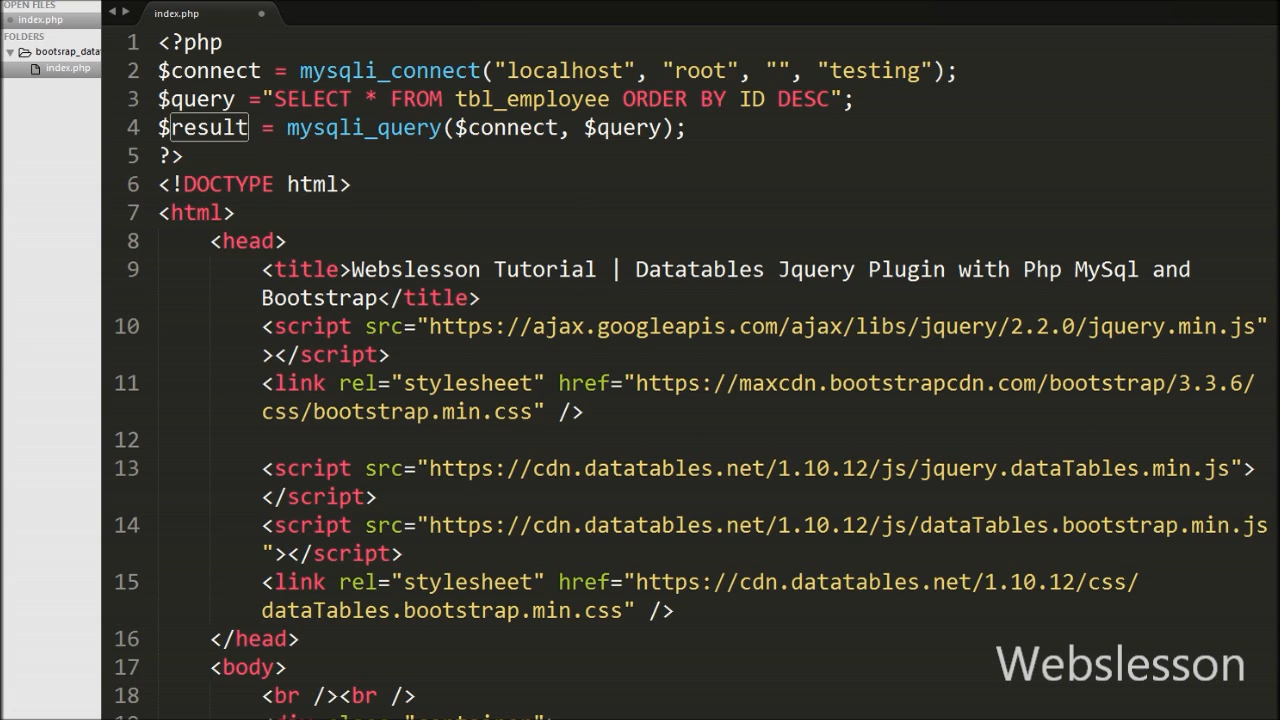 OPEN FILES
index.php
FOLDERS
bootsrap_data
index.php
index.php
1 <?php
2 $connect = mysqli_connect("localhost", "root", "", "testing");
3 $query ="SELECT * FROM tbl_employee ORDER BY ID DESC";
4 $result = mysqli_query($connect, $query);
5 ?>
6 <!DOCTYPE html>
7 <html>
8 <head>
9 <title>Webslesson Tutorial | Datatables Jquery Plugin with Php MySql and
Bootstrap</title>
10 <script src="https://ajax.googleapis.com/ajax/libs/jquery/2.2.0/jquery.min.js"
></script>
11 <link rel="stylesheet" href="https://maxcdn.bootstrapcdn.com/bootstrap/3.3.6/
css/bootstrap.min.css" />
12
13 <script src="https://cdn.datatables.net/1.10.12/js/jquery.dataTables.min.js">
</script>
14 <script src="https://cdn.datatables.net/1.10.12/js/dataTables.bootstrap.min.js
"></script>
15 <link rel="stylesheet" href="https://cdn.datatables.net/1.10.12/css/
dataTables.bootstrap.min.css" />
16 </head>
17 <body>
18 <br /><br />
19 <div class="container">
Webslesson